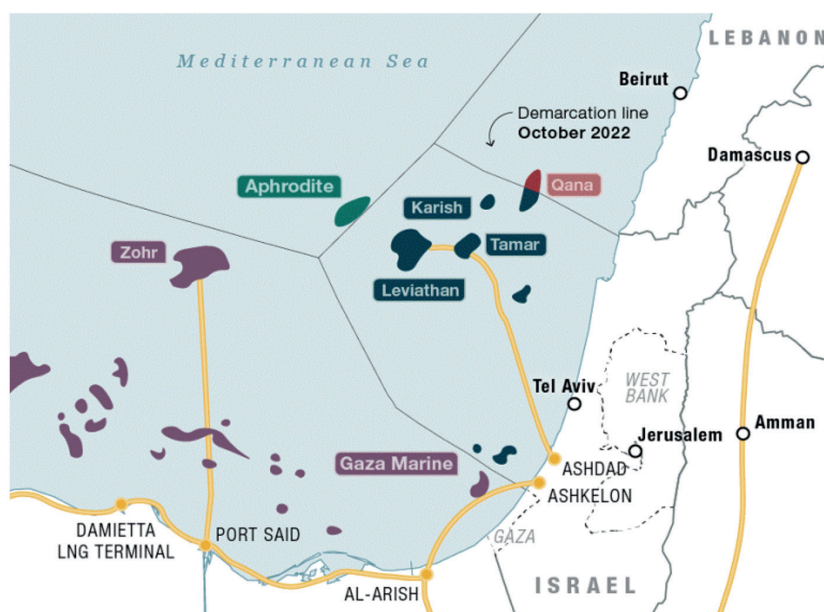 LEBANON
Mediterranean Sea
Beirut
Demarcation line
October 2022
Damascus
Aphrodite
Qana
Karish
Zohr
Tamar
Leviathan
Tel Aviv
WEST
BANK
Jerusalem
Amman
Gaza Marine
ASHDAD
ASHKELON
DAMIETTA
LNG TERMINAL
PORT SAID
GAZA
AL-ARISH
ISRAEL